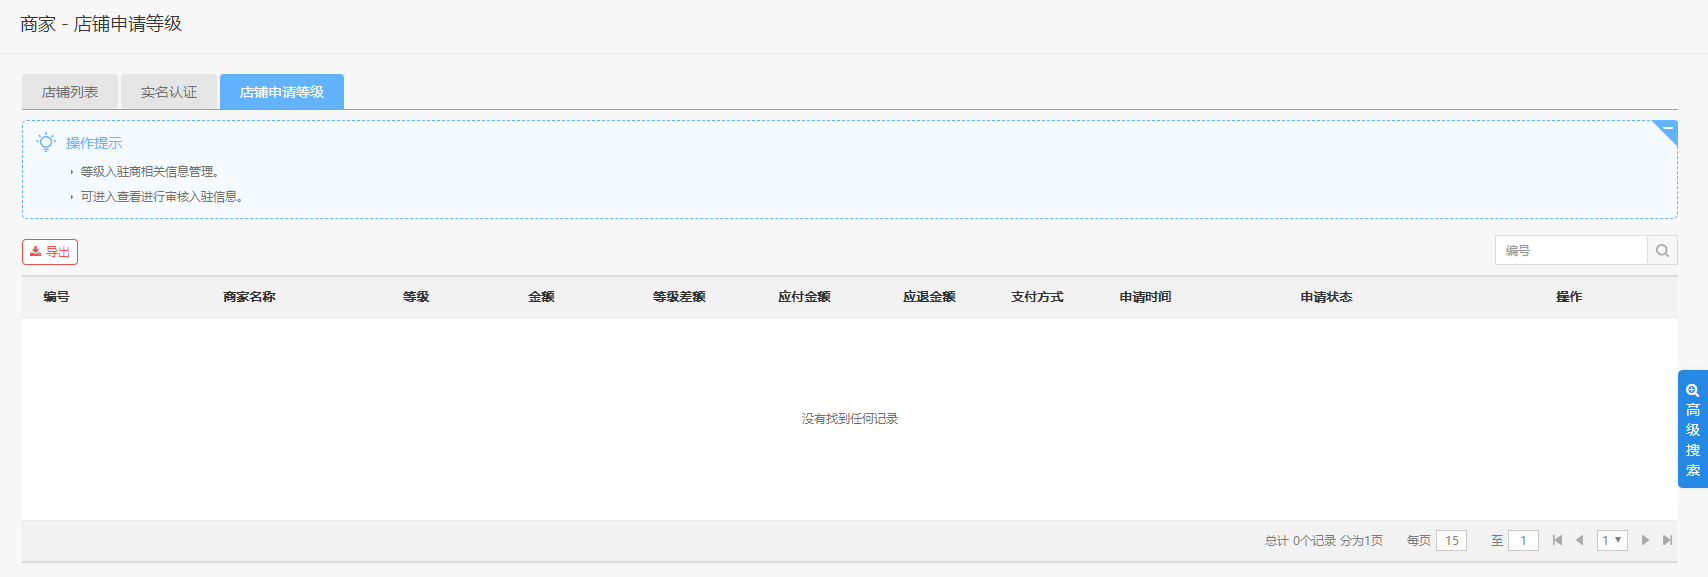 商家 - 店铺申请等级
店铺列表 实名认证 店铺申请等级
操作提示
等级入驻商相关信息管理。
可进入查看进行审核入驻信息。
导出 编号
编号 商家名称 等级 金额 等级差额 应付金额 应退金额 支付方式 申请时间 申请状态 操作
没有找到任何记录
高
级
搜
索
总计 0个记录 分为1页 每页 15 至 1 1